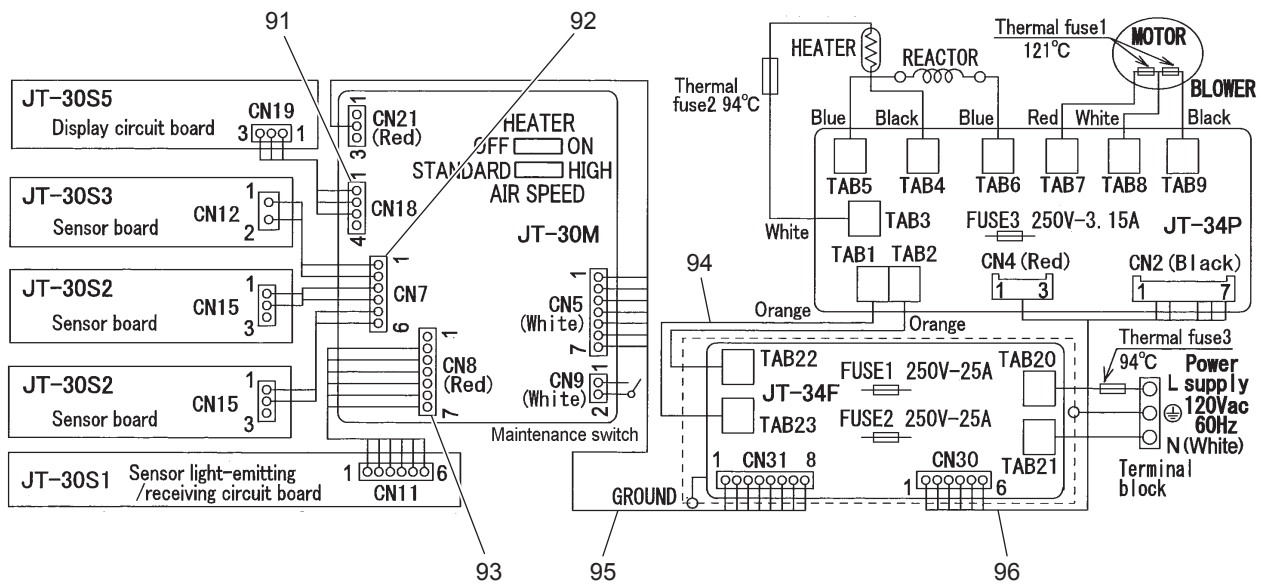 91
92
JT-30S5
Display circuit board
CN19
3 1
JT-30S3
Sensor board
CN12
1
2
JT-30S2
Sensor board
CN15
1
3
JT-30S2
Sensor board
CN15
1
3
JT-30S1
Sensor light-emitting
/receiving circuit board
1 6
CN11
1
CN21
(Red)
3
HEATER
OFF ON
STANDARD HIGH
AIR SPEED
1
CN18
4
JT-30M
1
CN7
6
1
CN5
(White)
7
1
CN8
(Red)
7
CN9
(White)
1
2
Maintenance switch
93
95
94
Thermal
fuse2 94°C
HEATER
REACTOR
Thermal fuse1
121°C
MOTOR
BLOWER
Blue
Black
Blue
Red
White
Black
TAB5
TAB4
TAB6
TAB7
TAB8
TAB9
White
TAB3
FUSE3 250V-3.15A
JT-34P
TAB1
TAB2
CN4 (Red)
1 3
CN2 (Black)
1 7
Orange
Orange
TAB22
JT-34F
TAB23
FUSE1 250V-25A
FUSE2 250V-25A
TAB20
TAB21
Thermal fuse3
94°C
Power
L supply
120Vac
60Hz
N (White)
Terminal
block
1 CN31 8
CN30
1 6
GROUND
96